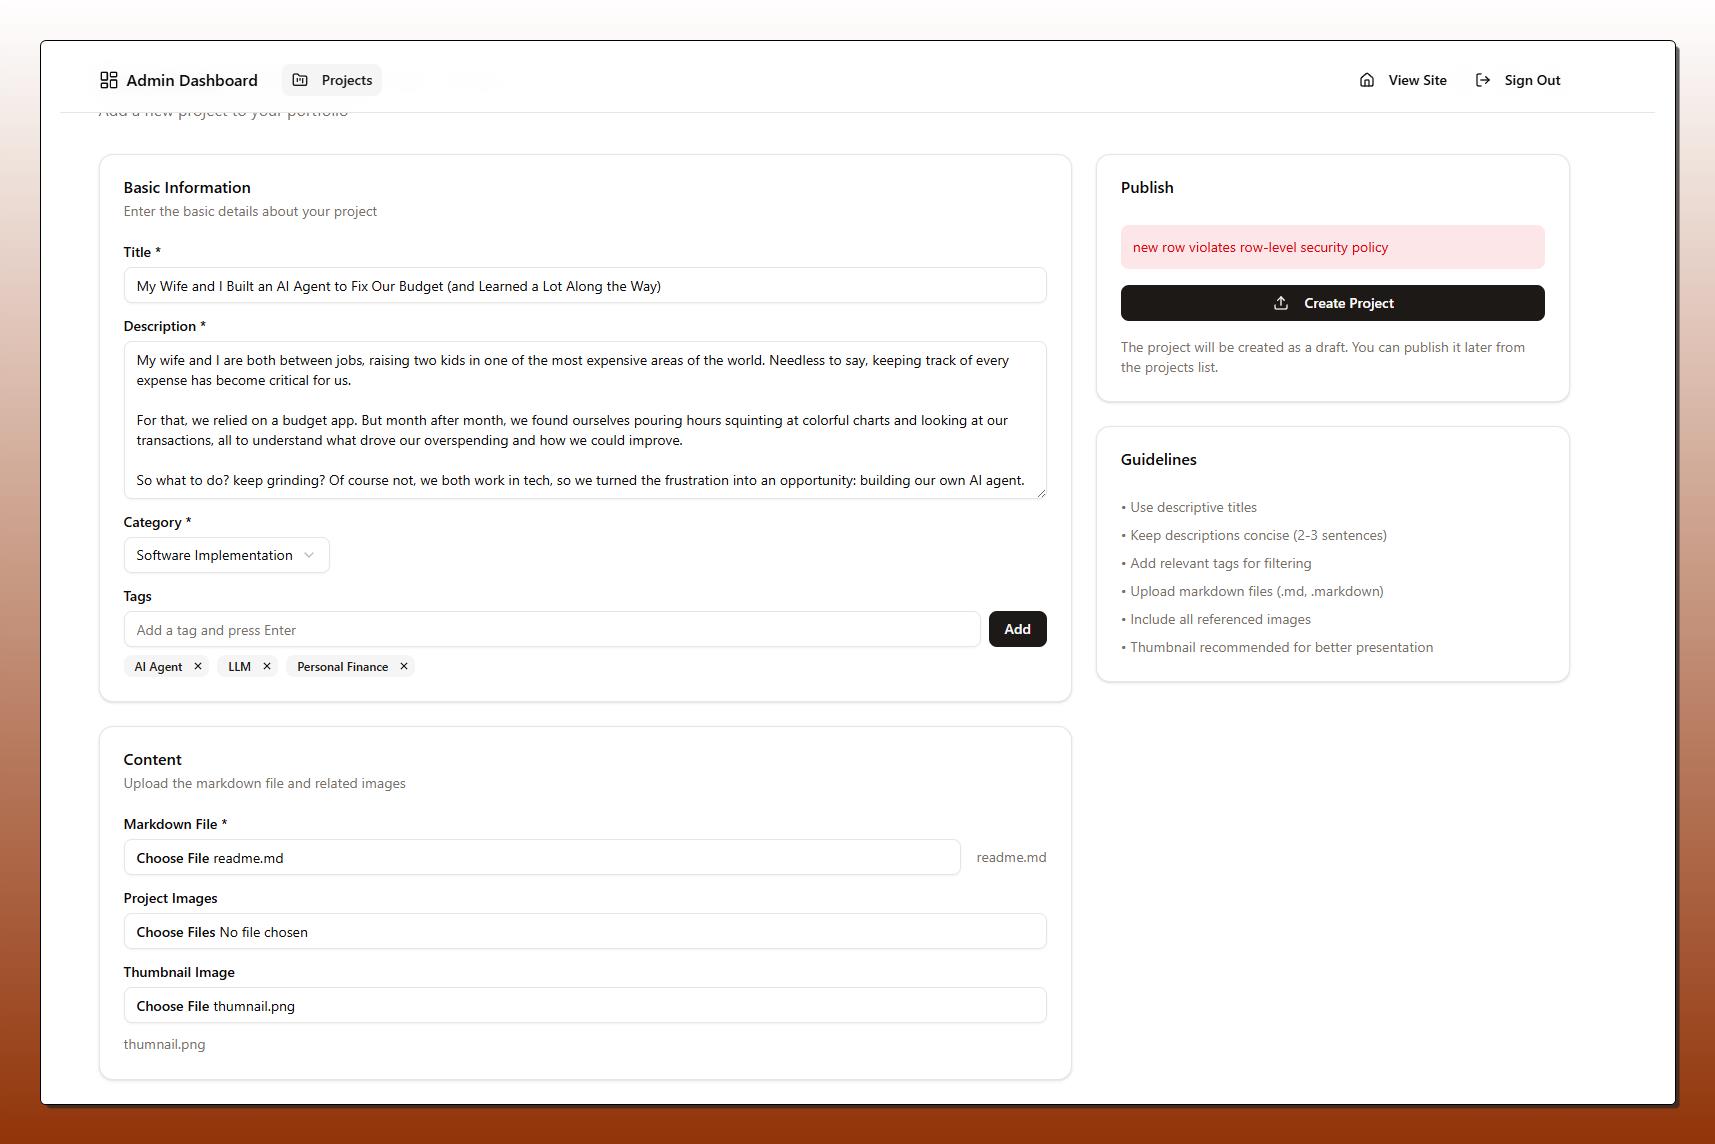 Admin Dashboard
Projects
View Site
Sign Out
Add a new project to your portfolio
Basic Information
Enter the basic details about your project
Title *
My Wife and I Built an AI Agent to Fix Our Budget (and Learned a Lot Along the Way)
Description *
My wife and I are both between jobs, raising two kids in one of the most expensive areas of the world. Needless to say, keeping track of every
expense has become critical for us.
For that, we relied on a budget app. But month after month, we found ourselves pouring hours squinting at colorful charts and looking at our
transactions, all to understand what drove our overspending and how we could improve.
So what to do? keep grinding? Of course not, we both work in tech, so we turned the frustration into an opportunity: building our own AI agent.
Category *
Software Implementation
Tags
Add a tag and press Enter
Add
AI Agent ×
LLM ×
Personal Finance ×
Content
Upload the markdown file and related images
Markdown File *
Choose File readme.md
readme.md
Project Images
Choose Files No file chosen
Thumbnail Image
Choose File thumnail.png
thumnail.png
Publish
new row violates row-level security policy
Create Project
The project will be created as a draft. You can publish it later from
the projects list.
Guidelines
• Use descriptive titles
• Keep descriptions concise (2-3 sentences)
• Add relevant tags for filtering
• Upload markdown files (.md, .markdown)
• Include all referenced images
• Thumbnail recommended for better presentation